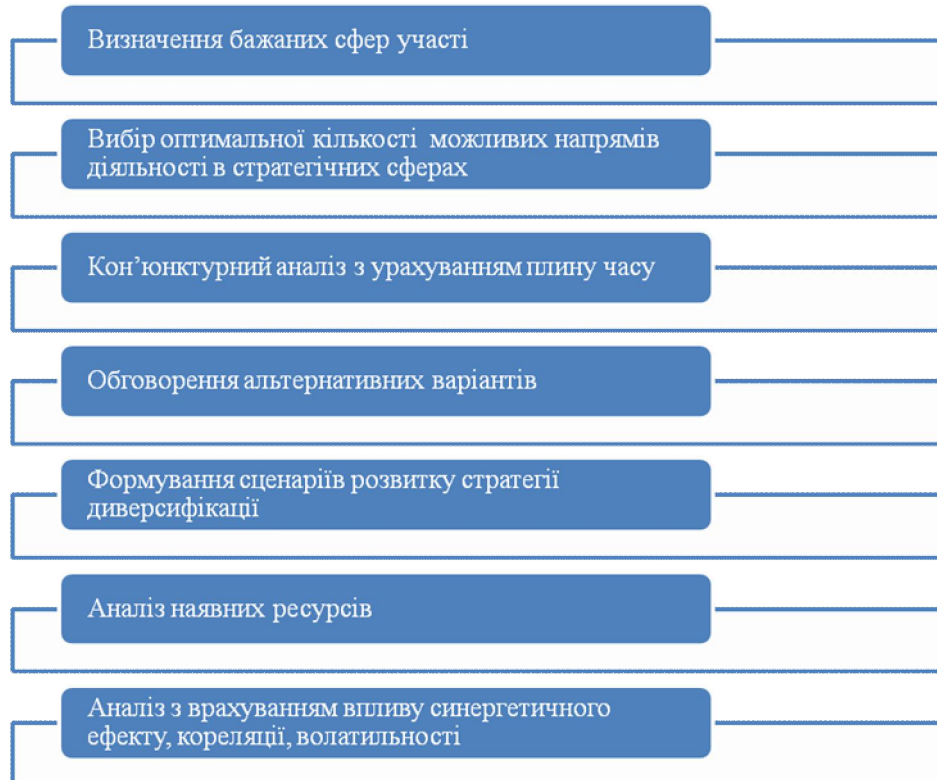 Визначення бажаних сфер участі
Вибір оптимальної кількості можливих напрямів
діяльності в стратегічних сферах
Кон’юнктурний аналіз з урахуванням плину часу
Обговорення альтернативних варіантів
Формування сценаріїв розвитку стратегії
диверсифікації
Аналіз наявних ресурсів
Аналіз з врахуванням впливу синергетичного
ефекту, кореляції, волатильності